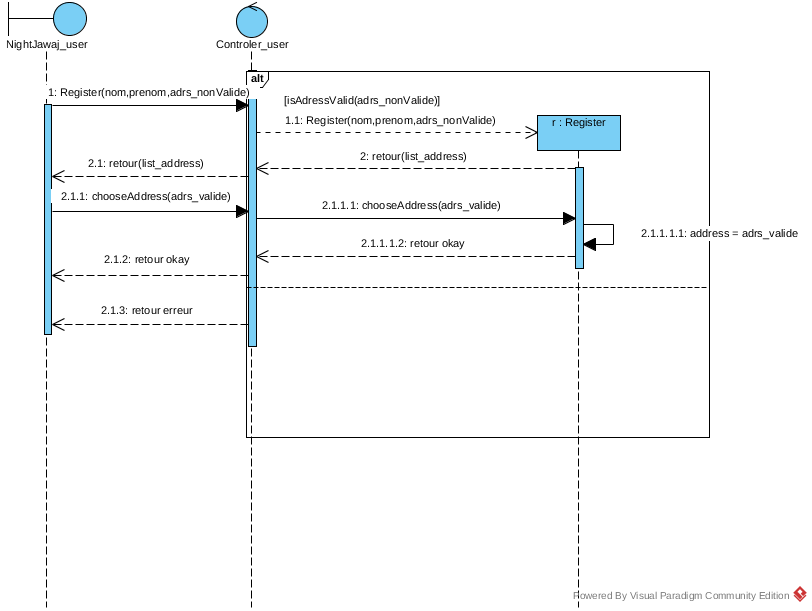 NightJawaj_user
Controler_user
alt
1: Register(nom,prenom,adrs_nonValide)
[isAdressValid(adrs_nonValide)]
1.1: Register(nom,prenom,adrs_nonValide)
r : Register
2: retour(list_address)
2.1: retour(list_address)
2.1.1: chooseAddress(adrs_valide)
2.1.1.1: chooseAddress(adrs_valide)
2.1.1.1.1: address = adrs_valide
2.1.1.1.2: retour okay
2.1.2: retour okay
2.1.3: retour erreur
Powered By Visual Paradigm Community Edition